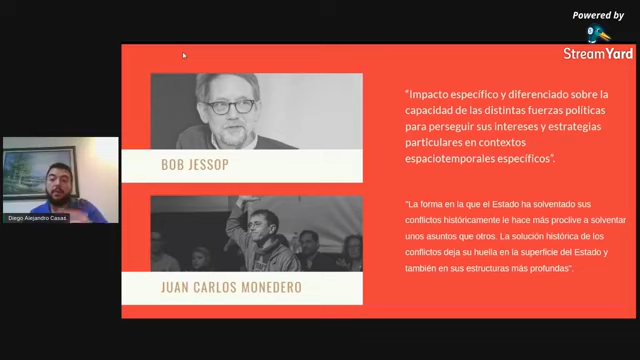 Powered by
StreamYard
BOB JESSOP
"Impacto específico y diferenciado sobre la
capacidad de las distintas fuerzas políticas
para perseguir sus intereses y estrategias
particulares en contextos
espaciotemporales específicos".
Diego Alejandro Casas
JUAN CARLOS MONEDERO
"La forma en la que el Estado ha solventado sus
conflictos históricamente le hace más proclive a solventar
unos asuntos que otros. La solución histórica de los
conflictos deja su huella en la superficie del Estado y
también en sus estructuras más profundas".